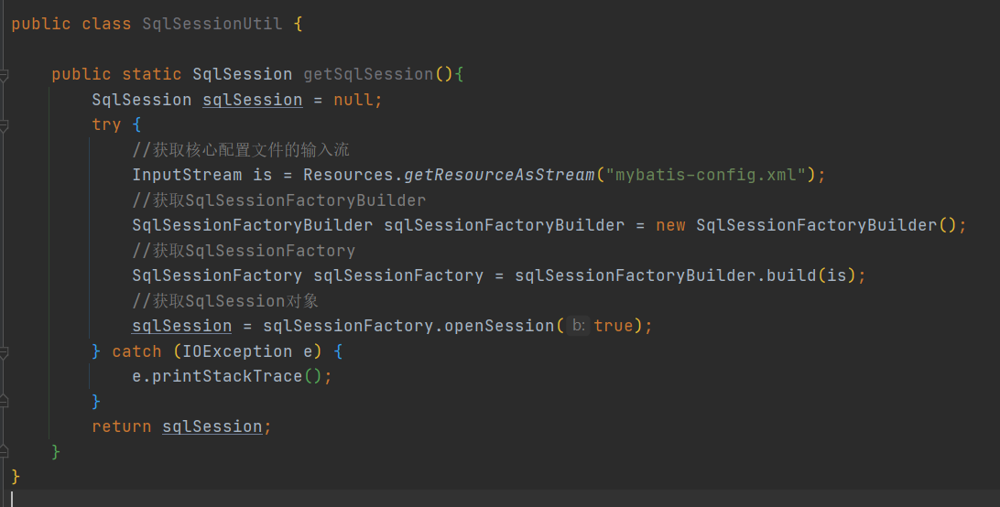 public class SqlSessionUtil {
public static SqlSession getSqlSession(){
SqlSession sqlSession = null;
try {
//获取核心配置文件的输入流
InputStream is = Resources.getResourceAsStream("mybatis-config.xml");
//获取SqlSessionFactoryBuilder
SqlSessionFactoryBuilder sqlSessionFactoryBuilder = new SqlSessionFactoryBuilder();
//获取SqlSessionFactory
SqlSessionFactory sqlSessionFactory = sqlSessionFactoryBuilder.build(is);
//获取SqlSession对象
sqlSession = sqlSessionFactory.openSession( b: true);
} catch (IOException e) {
e.printStackTrace();
}
return sqlSession;
}
}